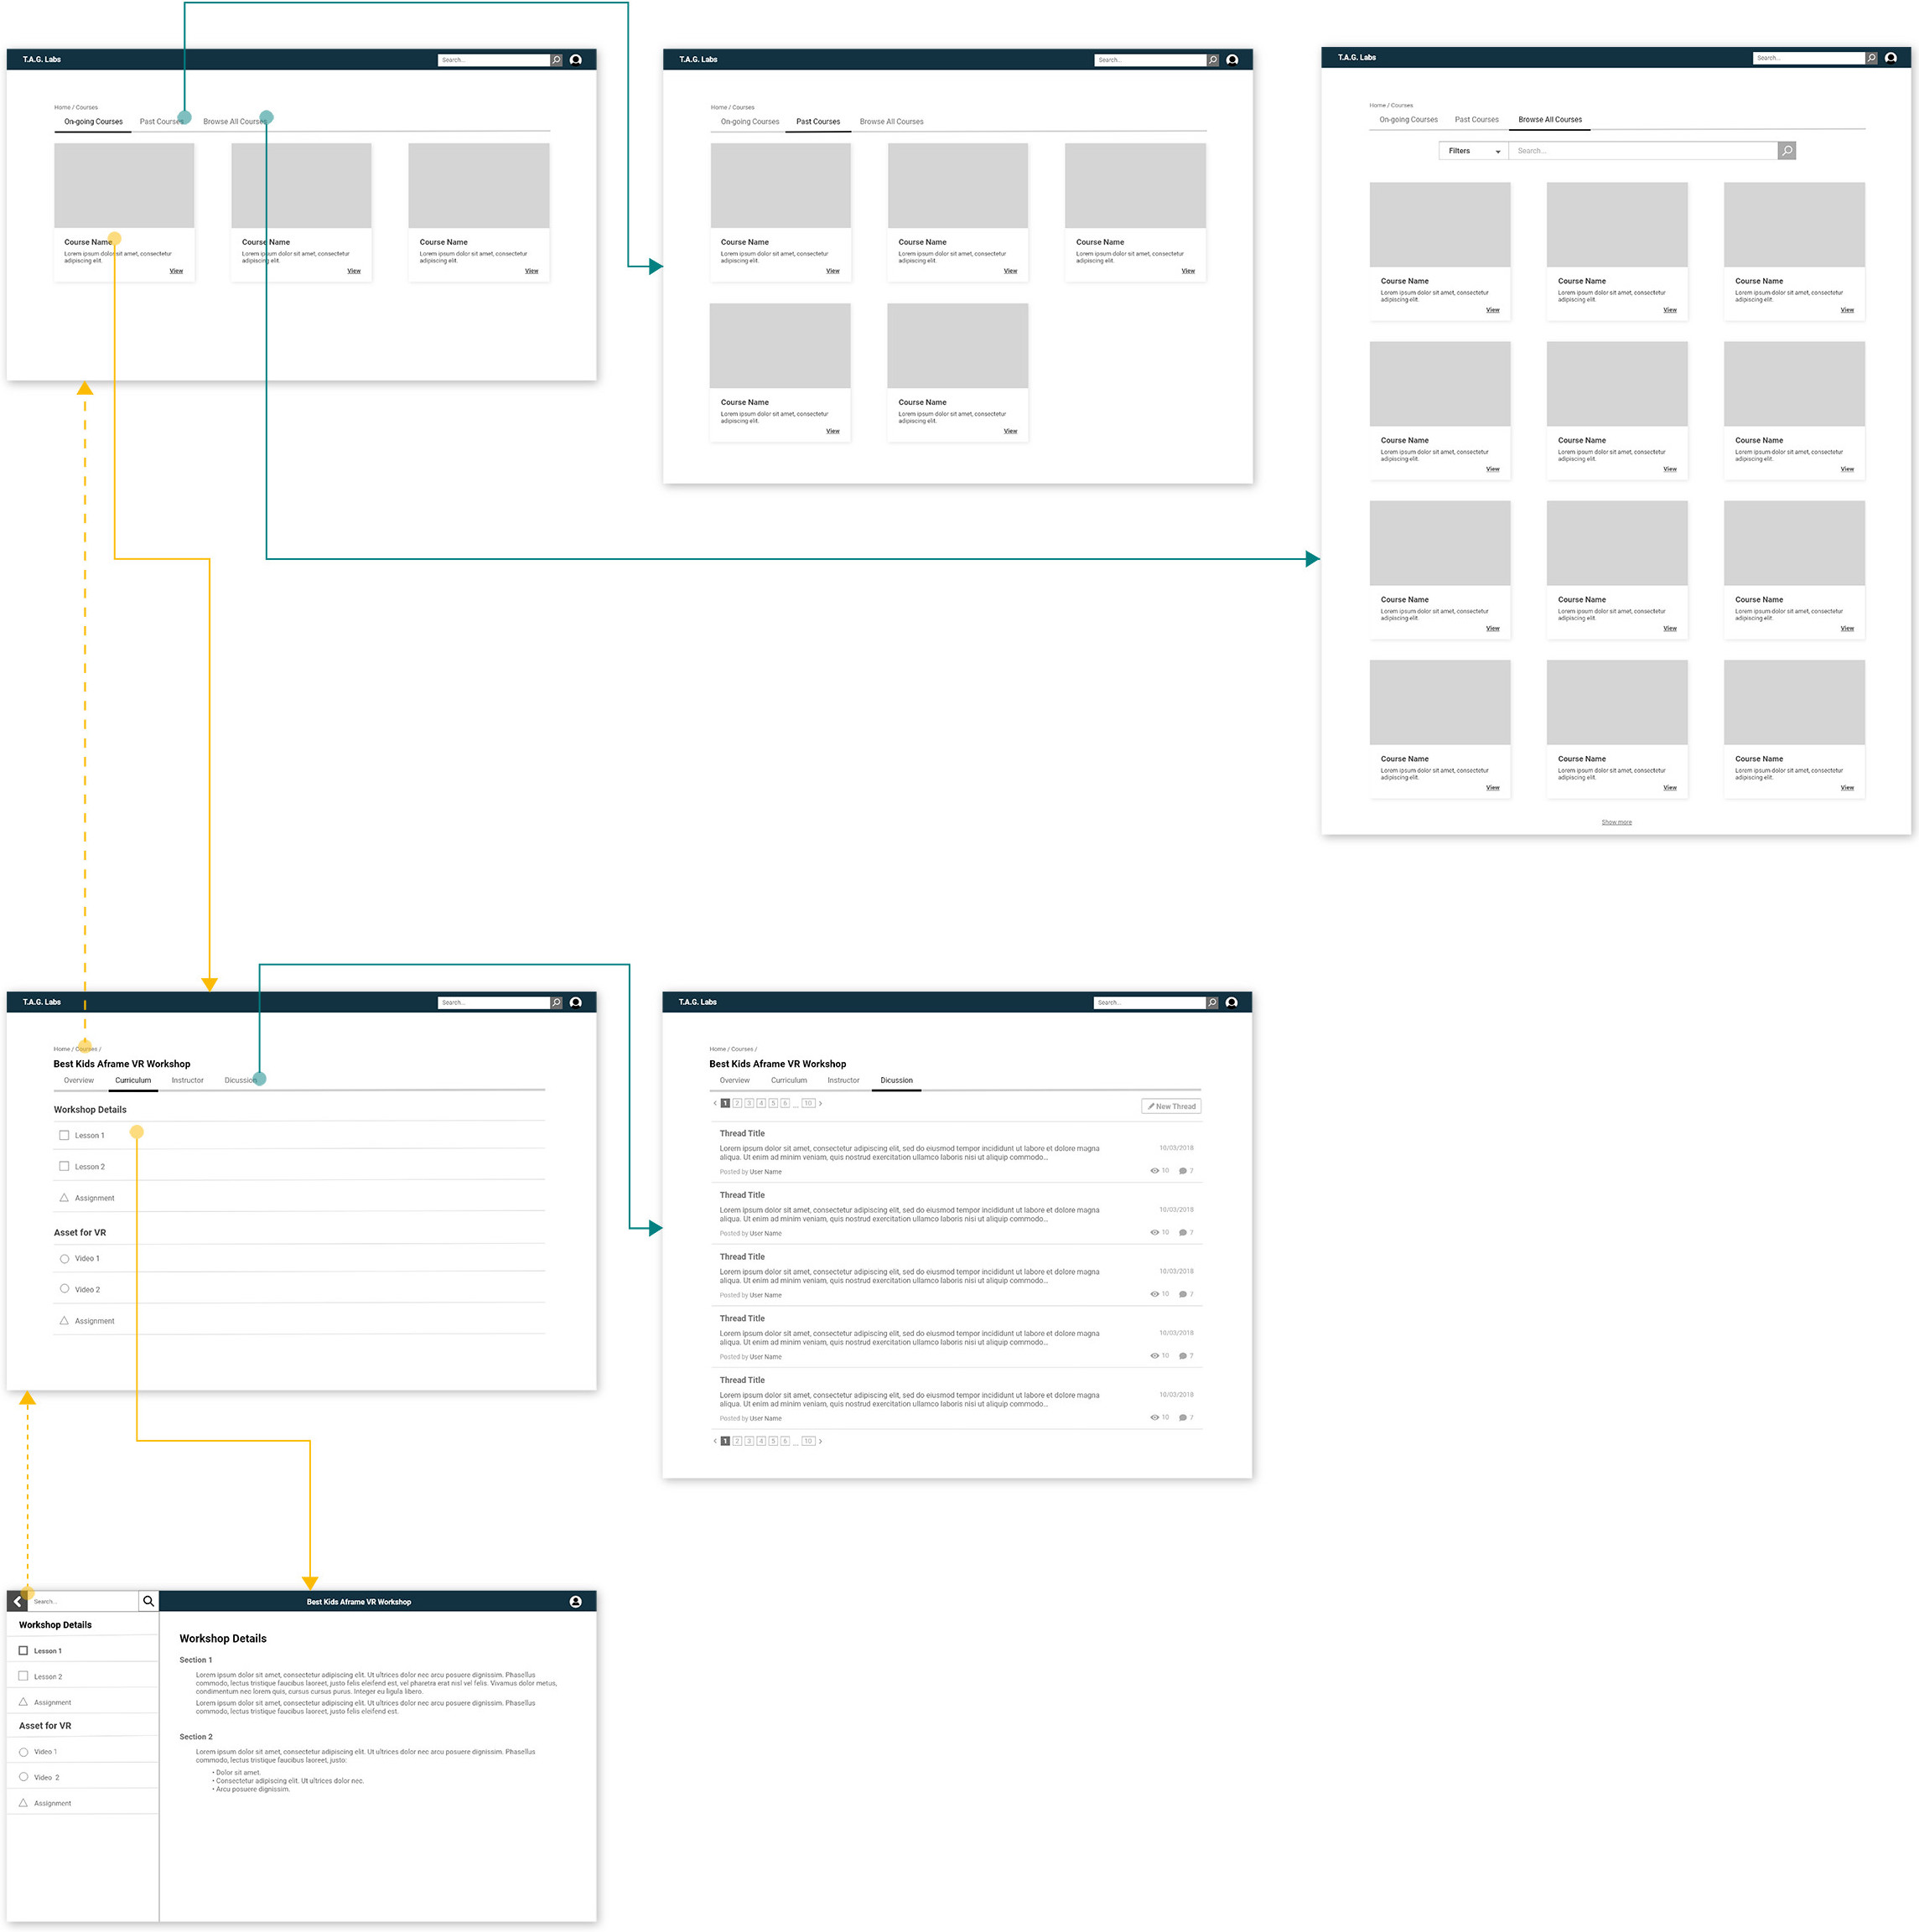 T.A.G. Labs
Search...
Home / Courses
On-going Courses Past Courses Browse All Courses
Course Name
Lorem ipsum dolor sit amet, consectetur
adipiscing elit.
View
Course Name
Lorem ipsum dolor sit amet, consectetur
adipiscing elit.
View
Course Name
Lorem ipsum dolor sit amet, consectetur
adipiscing elit.
View
T.A.G. Labs
Search...
Home / Courses
On-going Courses Past Courses Browse All Courses
Course Name
Lorem ipsum dolor sit amet, consectetur
adipiscing elit.
View
Course Name
Lorem ipsum dolor sit amet, consectetur
adipiscing elit.
View
Course Name
Lorem ipsum dolor sit amet, consectetur
adipiscing elit.
View
Course Name
Lorem ipsum dolor sit amet, consectetur
adipiscing elit.
View
Course Name
Lorem ipsum dolor sit amet, consectetur
adipiscing elit.
View
T.A.G. Labs
Search...
Home / Courses
On-going Courses Past Courses Browse All Courses
Filters
Search...
Course Name
Lorem ipsum dolor sit amet, consectetur
adipiscing elit.
View
Course Name
Lorem ipsum dolor sit amet, consectetur
adipiscing elit.
View
Course Name
Lorem ipsum dolor sit amet, consectetur
adipiscing elit.
View
Course Name
Lorem ipsum dolor sit amet, consectetur
adipiscing elit.
View
Course Name
Lorem ipsum dolor sit amet, consectetur
adipiscing elit.
View
Course Name
Lorem ipsum dolor sit amet, consectetur
adipiscing elit.
View
Course Name
Lorem ipsum dolor sit amet, consectetur
adipiscing elit.
View
Course Name
Lorem ipsum dolor sit amet, consectetur
adipiscing elit.
View
Course Name
Lorem ipsum dolor sit amet, consectetur
adipiscing elit.
View
Course Name
Lorem ipsum dolor sit amet, consectetur
adipiscing elit.
View
Course Name
Lorem ipsum dolor sit amet, consectetur
adipiscing elit.
View
Course Name
Lorem ipsum dolor sit amet, consectetur
adipiscing elit.
View
Show more
T.A.G. Labs
Search...
Home / Courses /
Best Kids Aframe VR Workshop
Overview Curriculum Instructor Dicussion
Workshop Details
Lesson 1
Lesson 2
Assignment
Asset for VR
Video 1
Video 2
Assignment
T.A.G. Labs
Search...
Home / Courses /
Best Kids Aframe VR Workshop
Overview Curriculum Instructor Dicussion
‹ 1 2 3 4 5 6 ... 10 ›
New Thread
Thread Title
Lorem ipsum dolor sit amet, consectetur adipiscing elit, sed do eiusmod tempor incididunt ut labore et dolore magna
aliqua. Ut enim ad minim veniam, quis nostrud exercitation ullamco laboris nisi ut aliquip commodo...
10/03/2018
Posted by User Name
10 7
Thread Title
Lorem ipsum dolor sit amet, consectetur adipiscing elit, sed do eiusmod tempor incididunt ut labore et dolore magna
aliqua. Ut enim ad minim veniam, quis nostrud exercitation ullamco laboris nisi ut aliquip commodo...
10/03/2018
Posted by User Name
10 7
Thread Title
Lorem ipsum dolor sit amet, consectetur adipiscing elit, sed do eiusmod tempor incididunt ut labore et dolore magna
aliqua. Ut enim ad minim veniam, quis nostrud exercitation ullamco laboris nisi ut aliquip commodo...
10/03/2018
Posted by User Name
10 7
Thread Title
Lorem ipsum dolor sit amet, consectetur adipiscing elit, sed do eiusmod tempor incididunt ut labore et dolore magna
aliqua. Ut enim ad minim veniam, quis nostrud exercitation ullamco laboris nisi ut aliquip commodo...
10/03/2018
Posted by User Name
10 7
Thread Title
Lorem ipsum dolor sit amet, consectetur adipiscing elit, sed do eiusmod tempor incididunt ut labore et dolore magna
aliqua. Ut enim ad minim veniam, quis nostrud exercitation ullamco laboris nisi ut aliquip commodo...
10/03/2018
Posted by User Name
10 7
‹ 1 2 3 4 5 6 ... 10 ›
Search...
Workshop Details
Lesson 1
Lesson 2
Assignment
Asset for VR
Video 1
Video 2
Assignment
Best Kids Aframe VR Workshop
Workshop Details
Section 1
Lorem ipsum dolor sit amet, consectetur adipiscing elit. Ut ultrices dolor nec arcu posuere dignissim. Phasellus
commodo, lectus tristique faucibus laoreet, justo felis eleifend est, vel pharetra erat nisl vel felis. Vivamus dolor metus,
condimentum nec lorem quis, cursus cursus purus. Integer eu ligula libero.
Lorem ipsum dolor sit amet, consectetur adipiscing elit. Ut ultrices dolor nec arcu posuere dignissim. Phasellus
commodo, lectus tristique faucibus laoreet, justo felis eleifend est.
Section 2
Lorem ipsum dolor sit amet, consectetur adipiscing elit. Ut ultrices dolor nec arcu posuere dignissim. Phasellus
commodo, lectus tristique faucibus laoreet, justo:
• Dolor sit amet.
• Consectetur adipiscing elit. Ut ultrices dolor nec.
• Arcu posuere dignissim.